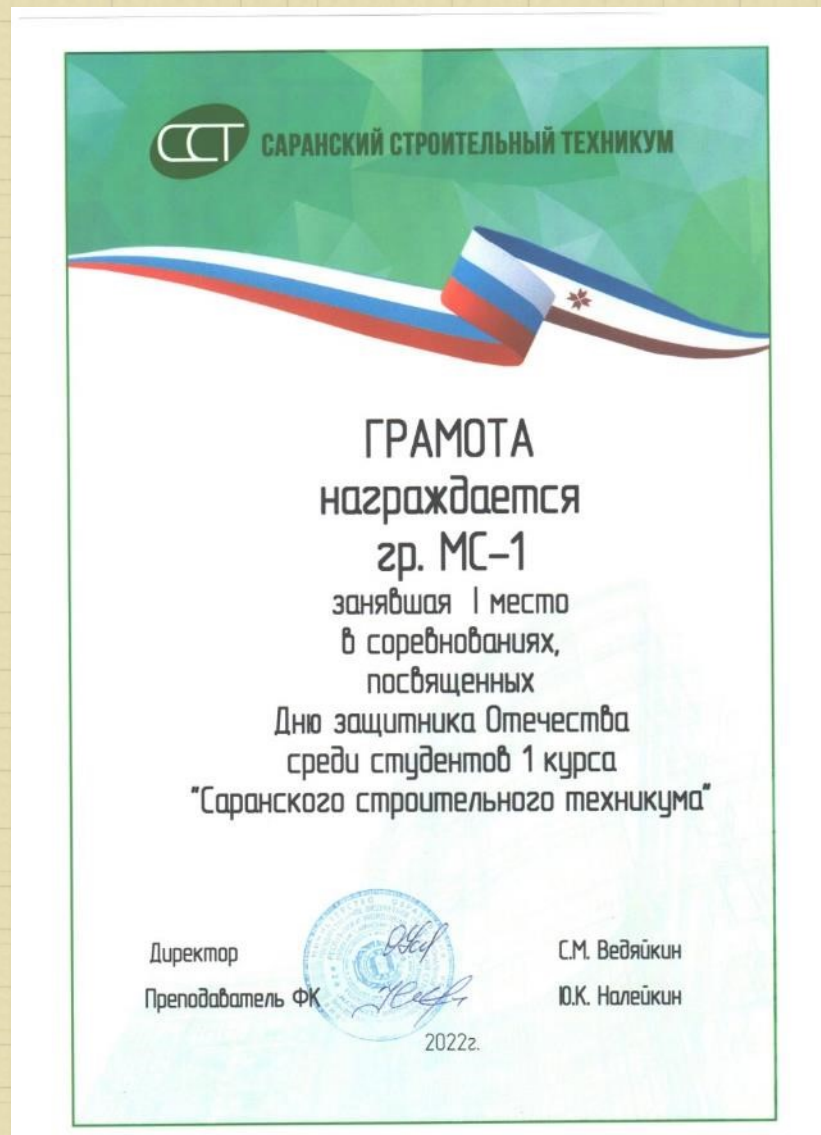 ССТ САРАНСКИЙ СТРОИТЕЛЬНЫЙ ТЕХНИКУМ
ГРАМОТА
награждается
гр. МС-1
занявшая I место
в соревнованиях,
посвященных
Дню защитника Отечества
среди студентов 1 курса
"Саранского строительного техникума"
Директор С.М. Ведяйкин
Преподаватель ФК Ю.К. Налейкин
2022г.